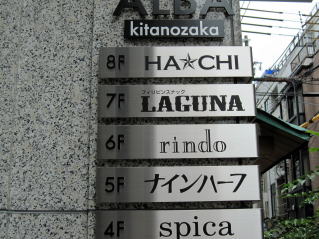 ALBA
kitanozaka
8F HA★CHI
フィリピンスナック
7F LAGUNA
6F rindo
5F ナインハーフ
4F spica